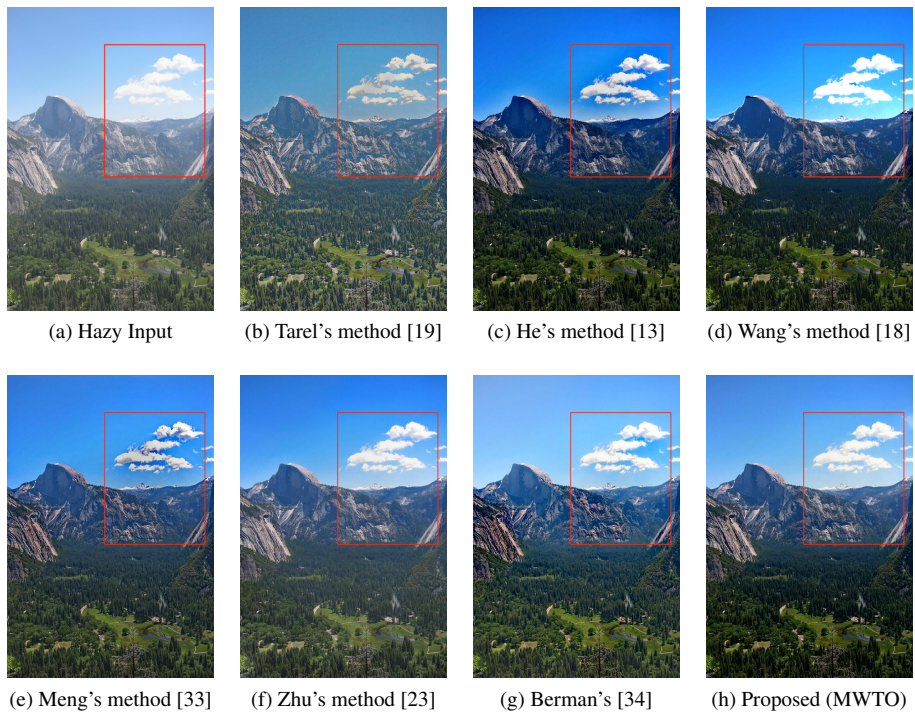 (a) Hazy Input
(b) Tarel's method [19]
(c) He's method [13]
(d) Wang's method [18]
(e) Meng's method [33]
(f) Zhu's method [23]
(g) Berman's [34]
(h) Proposed (MWTO)